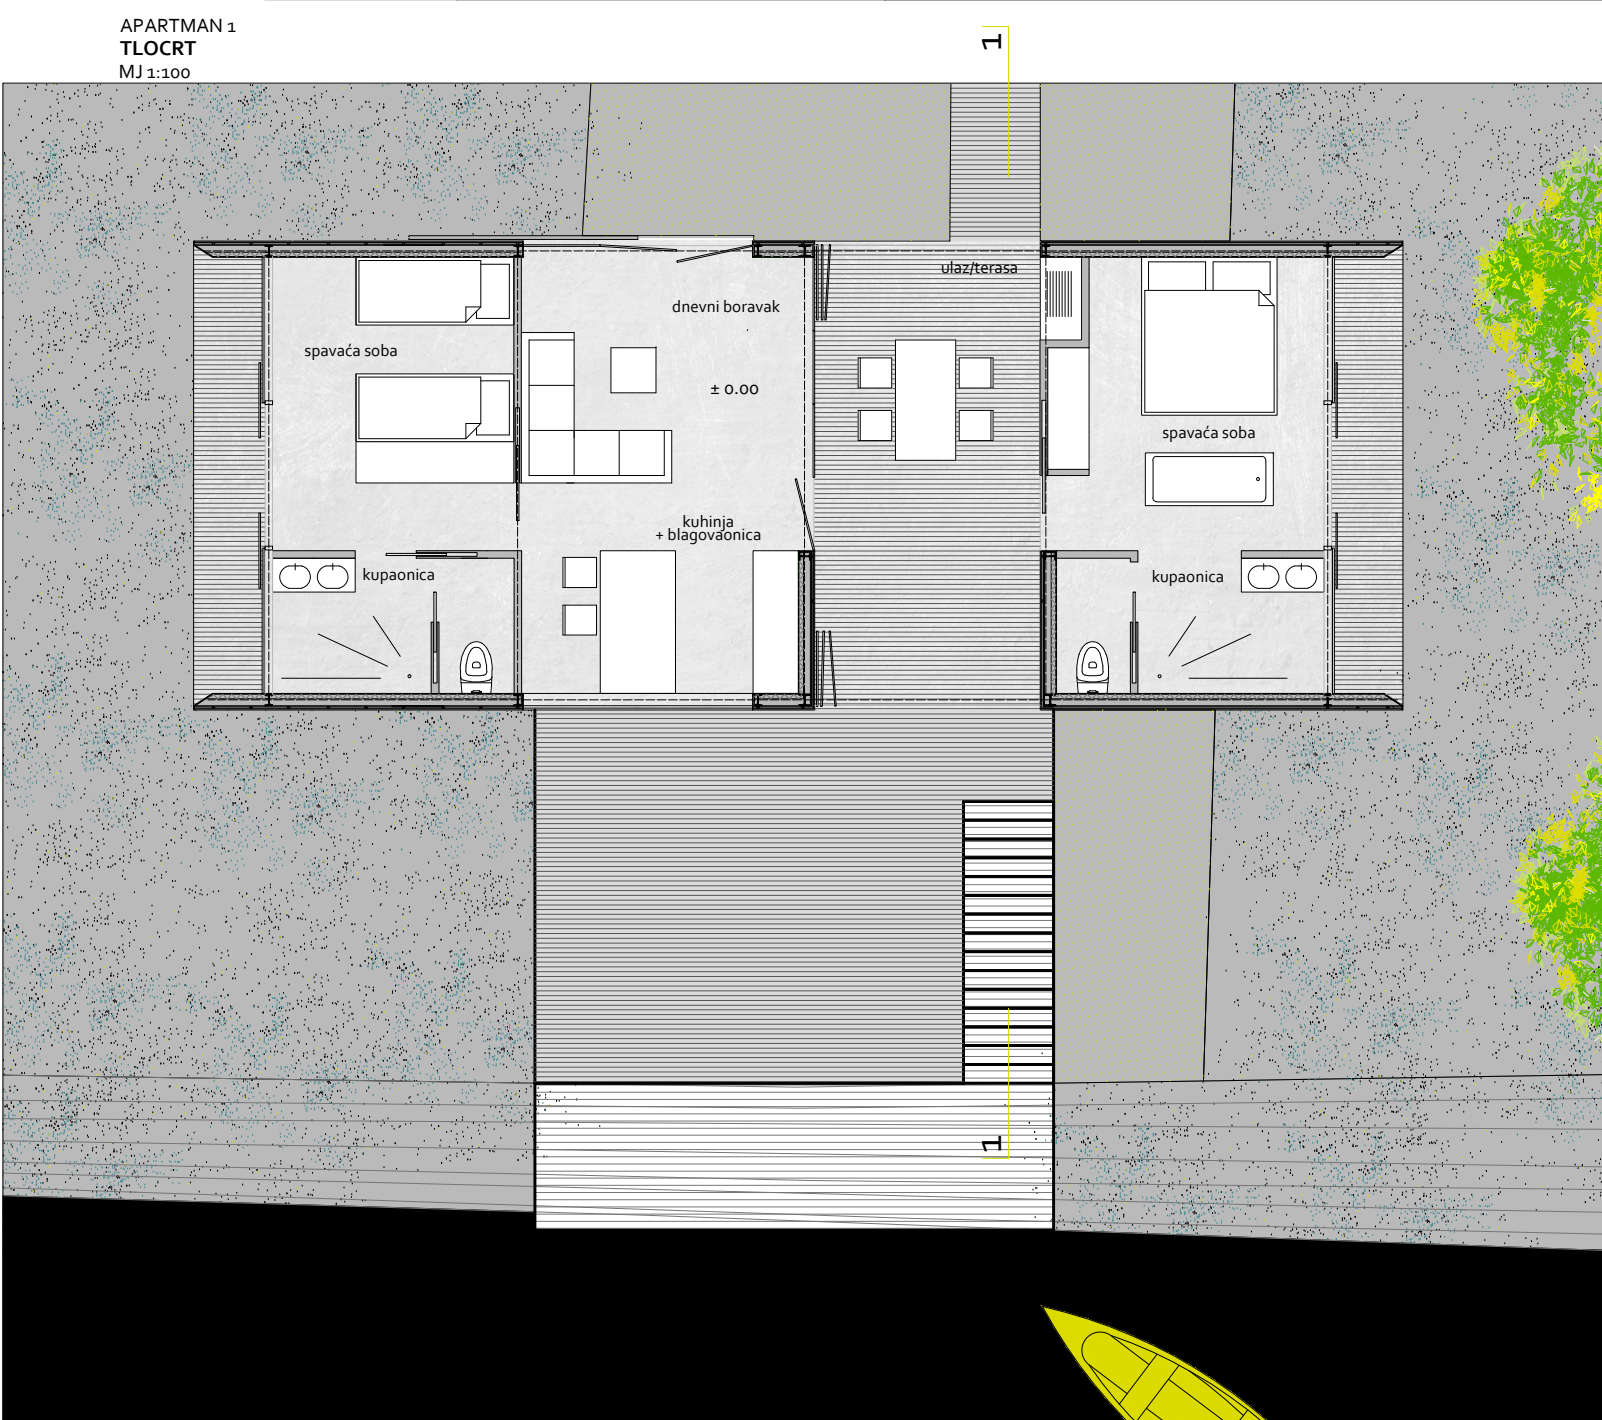 APARTMAN 1
TLOCRT
MJ 1:100
1
ulaz/terasa
dnevni boravak
spavaća soba
± 0.00
spavaća soba
kuhinja
+ blagovaonica
kupaonica
kupaonica
1